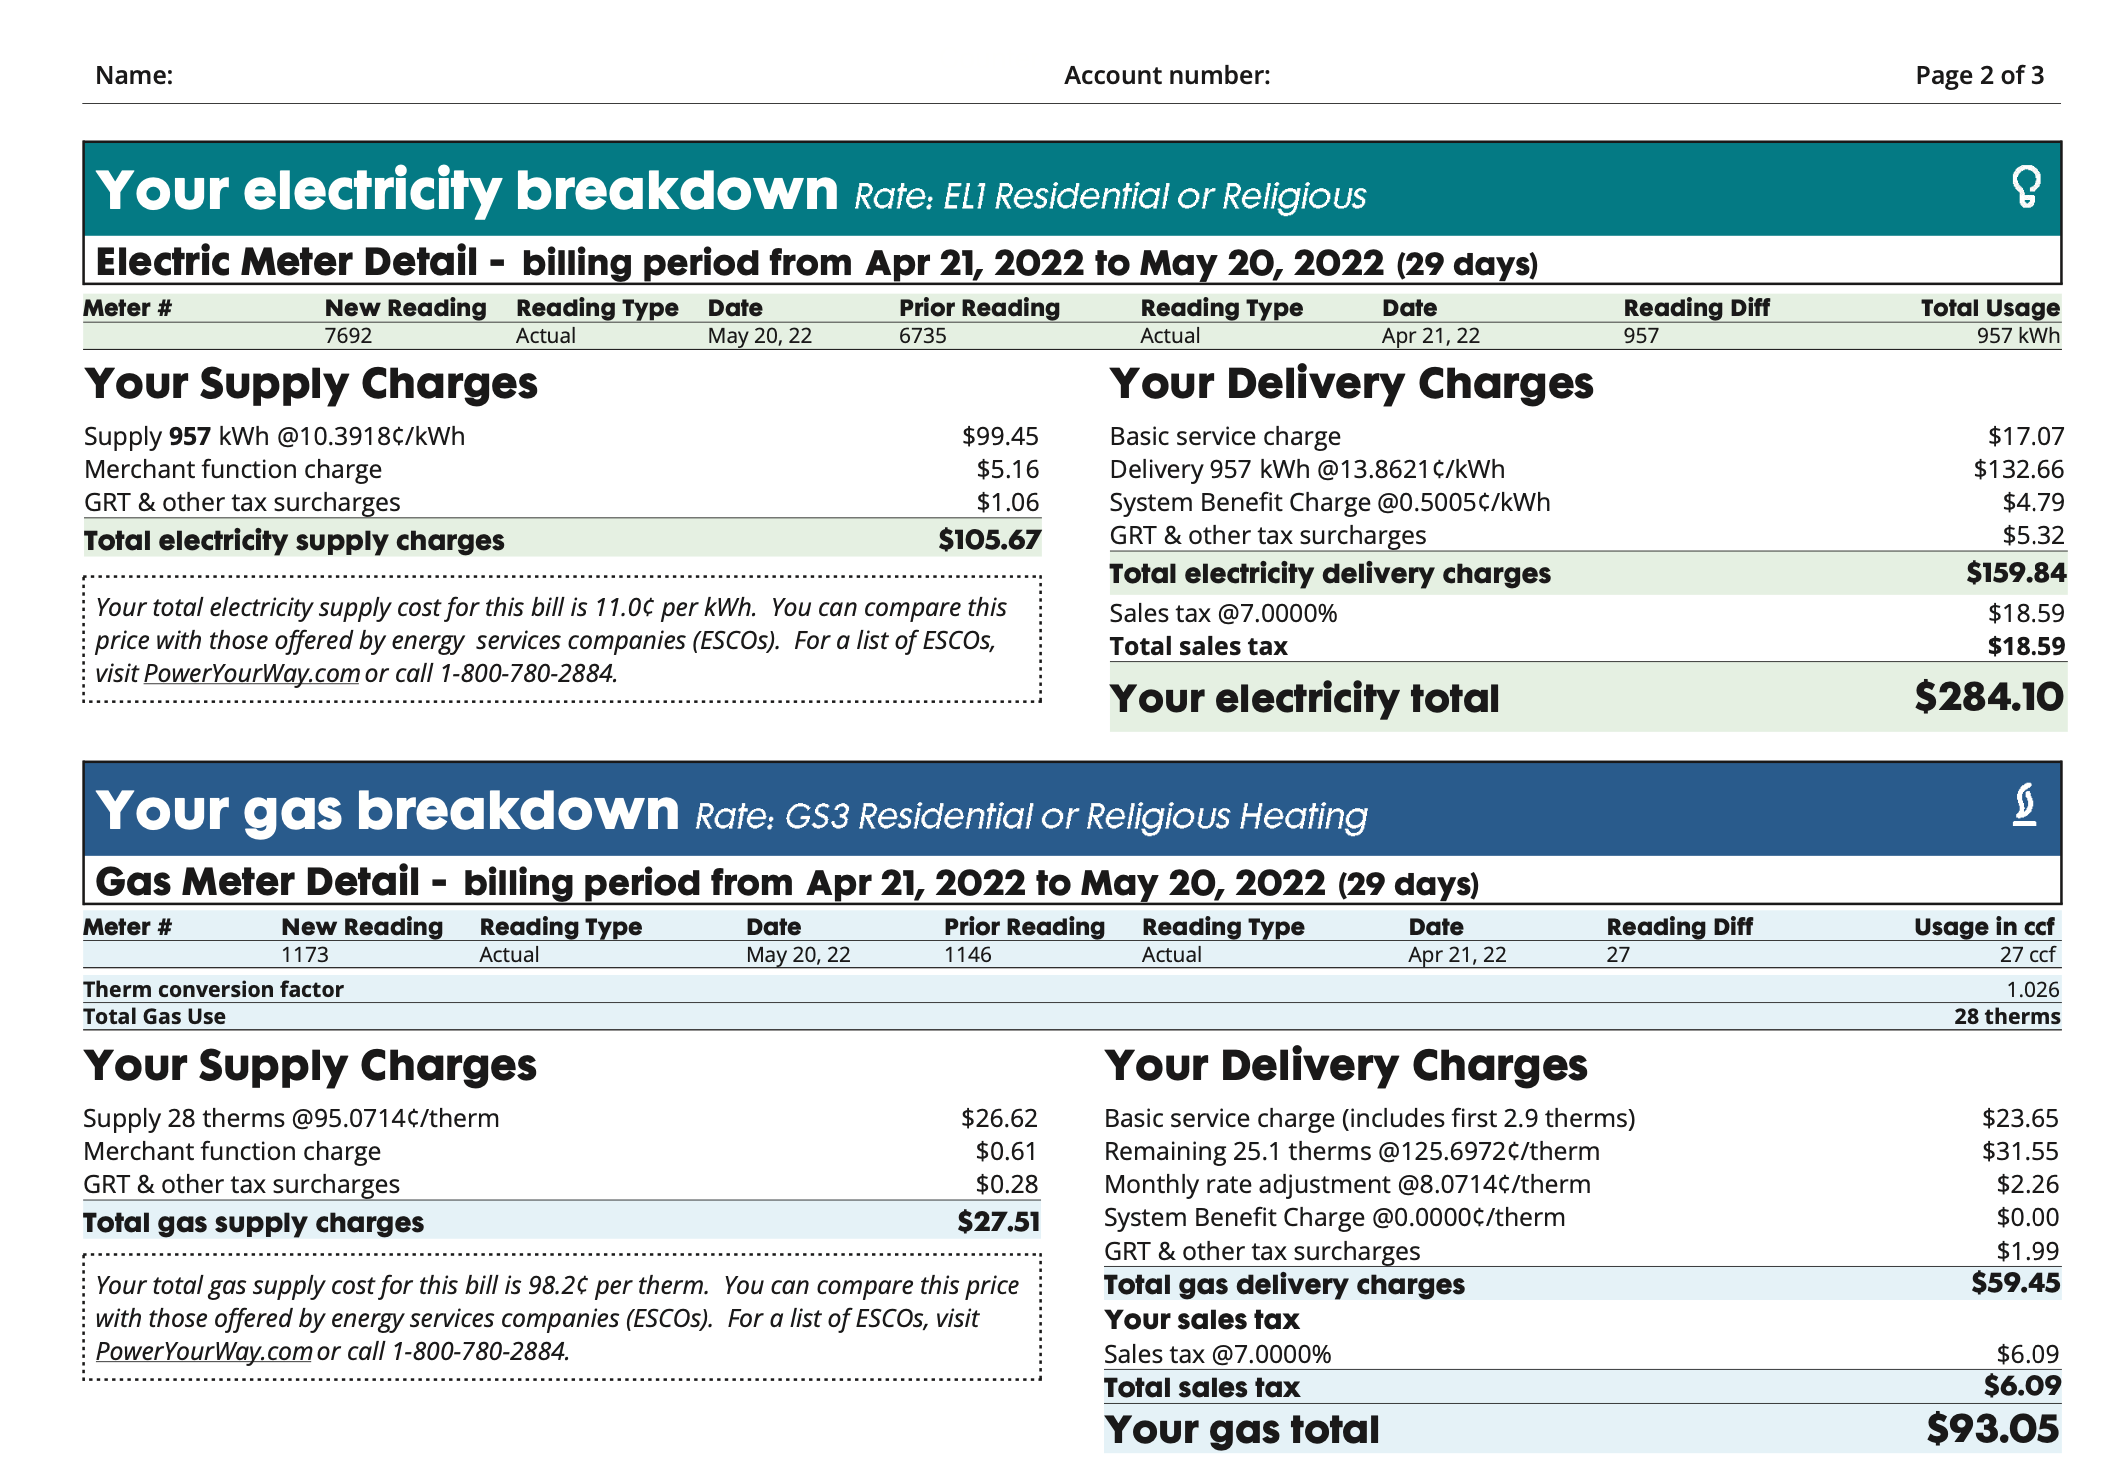 Name: Account number: Page 2 of 3
Your electricity breakdown Rate: EL1 Residential or Religious
Electric Meter Detail - billing period from Apr 21, 2022 to May 20, 2022 (29 days)
Meter # New Reading Reading Type Date Prior Reading Reading Type Date Reading Diff Total Usage
7692 Actual May 20, 22 6735 Actual Apr 21, 22 957 957 kWh
Your Supply Charges
Supply 957 kWh @10.3918¢/kWh $99.45
Merchant function charge $5.16
GRT & other tax surcharges $1.06
Total electricity supply charges $105.67
Your total electricity supply cost for this bill is 11.0¢ per kWh. You can compare this
price with those offered by energy services companies (ESCOs). For a list of ESCOs,
visit PowerYourWay.com or call 1-800-780-2884.
Your Delivery Charges
Basic service charge $17.07
Delivery 957 kWh @13.8621¢/kWh $132.66
System Benefit Charge @0.5005¢/kWh $4.79
GRT & other tax surcharges $5.32
Total electricity delivery charges $159.84
Sales tax @7.0000% $18.59
Total sales tax $18.59
Your electricity total $284.10
Your gas breakdown Rate: GS3 Residential or Religious Heating
Gas Meter Detail - billing period from Apr 21, 2022 to May 20, 2022 (29 days)
Meter # New Reading Reading Type Date Prior Reading Reading Type Date Reading Diff Usage in ccf
1173 Actual May 20, 22 1146 Actual Apr 21, 22 27 27 ccf
Therm conversion factor 1.026
Total Gas Use 28 therms
Your Supply Charges
Supply 28 therms @95.0714¢/therm $26.62
Merchant function charge $0.61
GRT & other tax surcharges $0.28
Total gas supply charges $27.51
Your total gas supply cost for this bill is 98.2¢ per therm. You can compare this price
with those offered by energy services companies (ESCOs). For a list of ESCOs, visit
PowerYourWay.com or call 1-800-780-2884.
Your Delivery Charges
Basic service charge (includes first 2.9 therms) $23.65
Remaining 25.1 therms @125.6972¢/therm $31.55
Monthly rate adjustment @8.0714¢/therm $2.26
System Benefit Charge @0.0000¢/therm $0.00
GRT & other tax surcharges $1.99
Total gas delivery charges $59.45
Your sales tax
Sales tax @7.0000% $6.09
Total sales tax $6.09
Your gas total $93.05